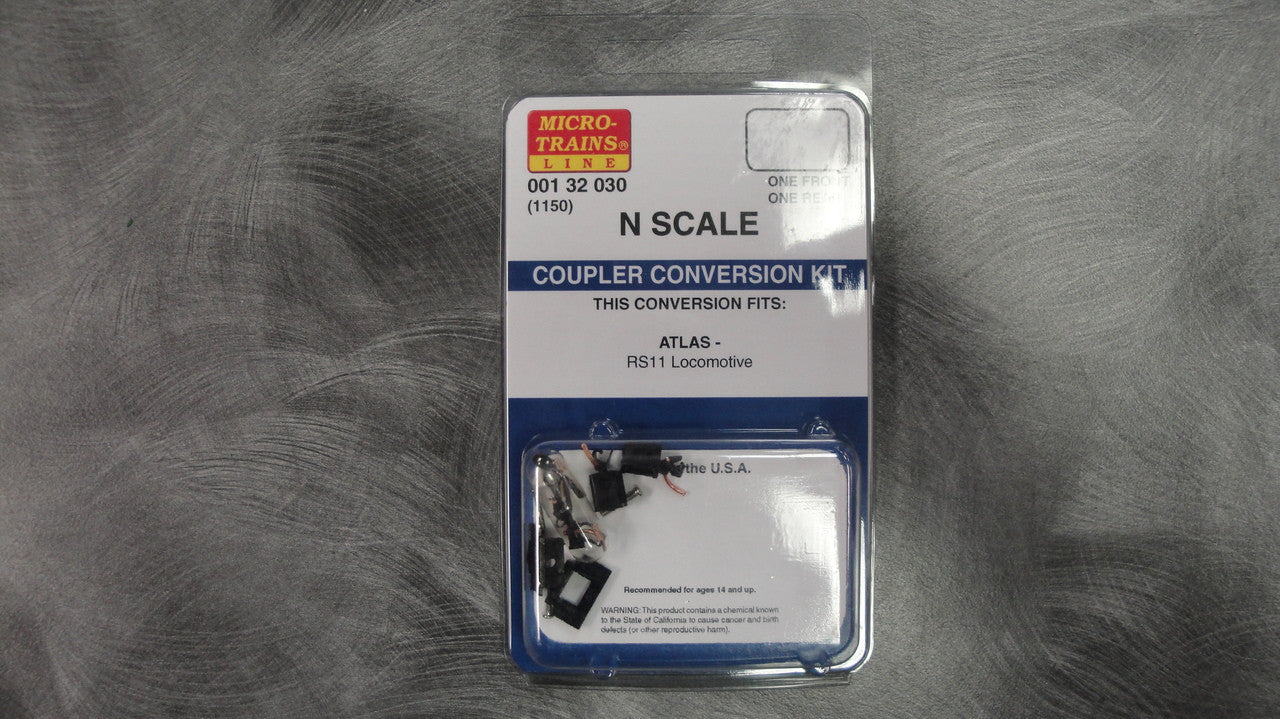 MICRO-
TRAINS®
LINE
001 32 030
(1150)
ONE FRONT
ONE REAR
N SCALE
COUPLER CONVERSION KIT
THIS CONVERSION FITS:
ATLAS -
RS11 Locomotive
the U.S.A.
Recommended for ages 14 and up.
WARNING: This product contains a chemical known
to the State of California to cause cancer and birth
defects (or other reproductive harm).